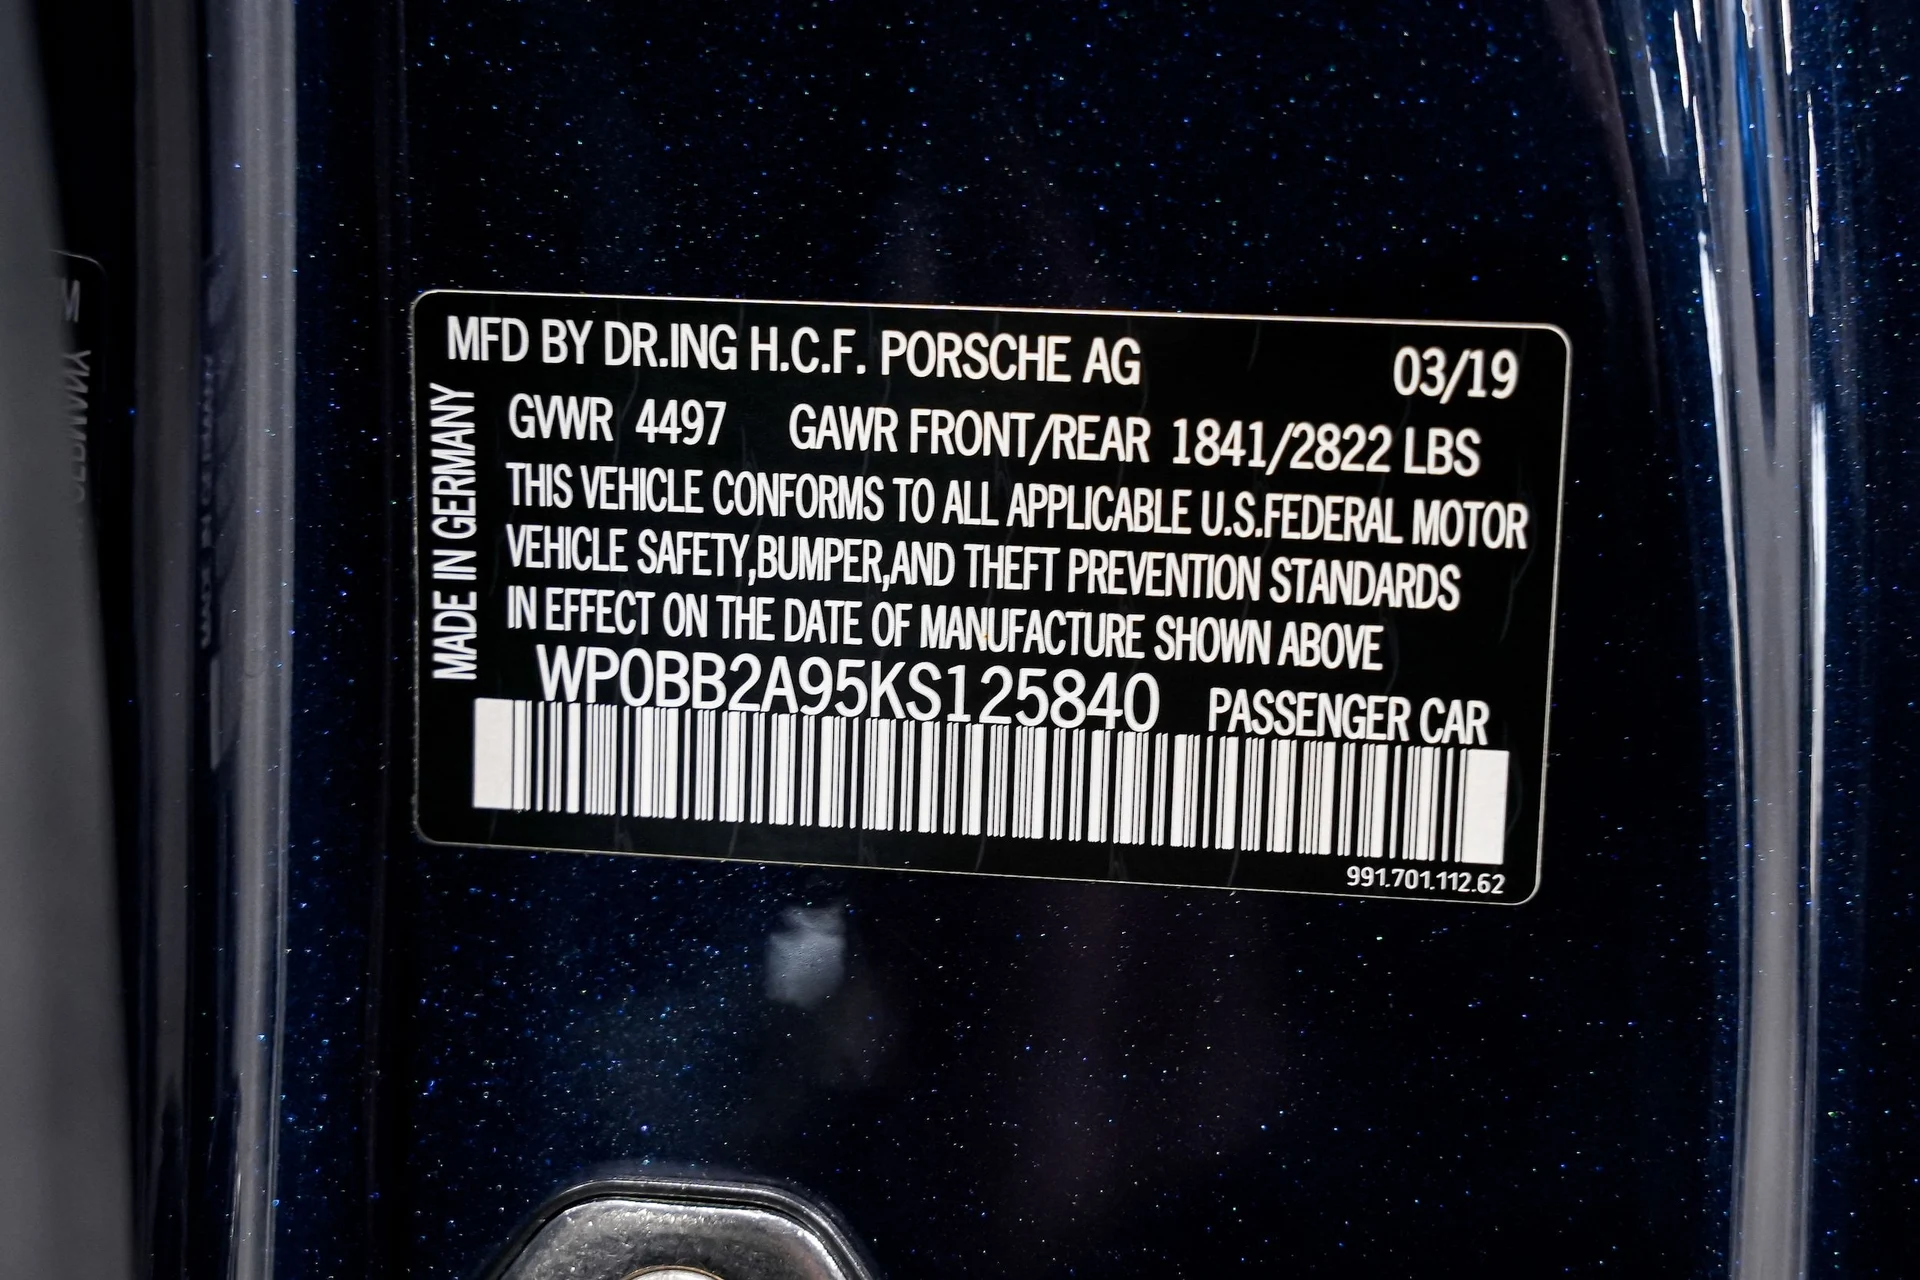 MFD BY DR.ING H.C.F. PORSCHE AG 03/19
GVWR 4497 GAWR FRONT/REAR 1841/2822 LBS
THIS VEHICLE CONFORMS TO ALL APPLICABLE U.S.FEDERAL MOTOR
VEHICLE SAFETY,BUMPER,AND THEFT PREVENTION STANDARDS
IN EFFECT ON THE DATE OF MANUFACTURE SHOWN ABOVE
WP0BB2A95KS125840 PASSENGER CAR
991.701.112.62
MADE IN GERMANY